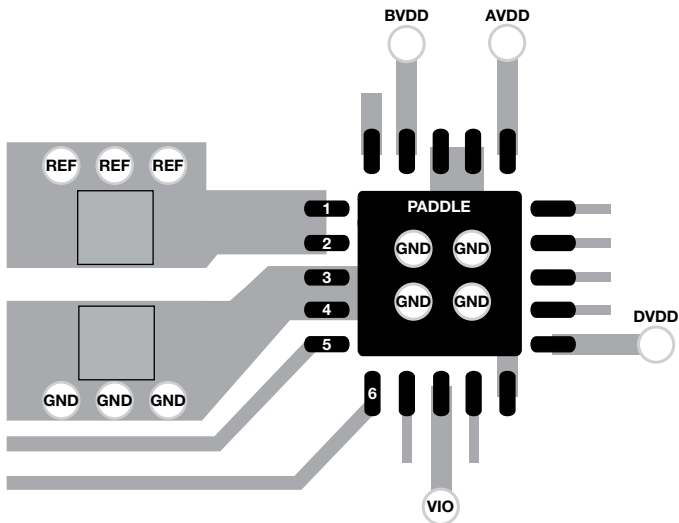 BVDD AVDD
REF REF REF
1 PADDLE
2 GND GND
3
4 GND GND
5 DVDD
6
GND GND GND
VIO